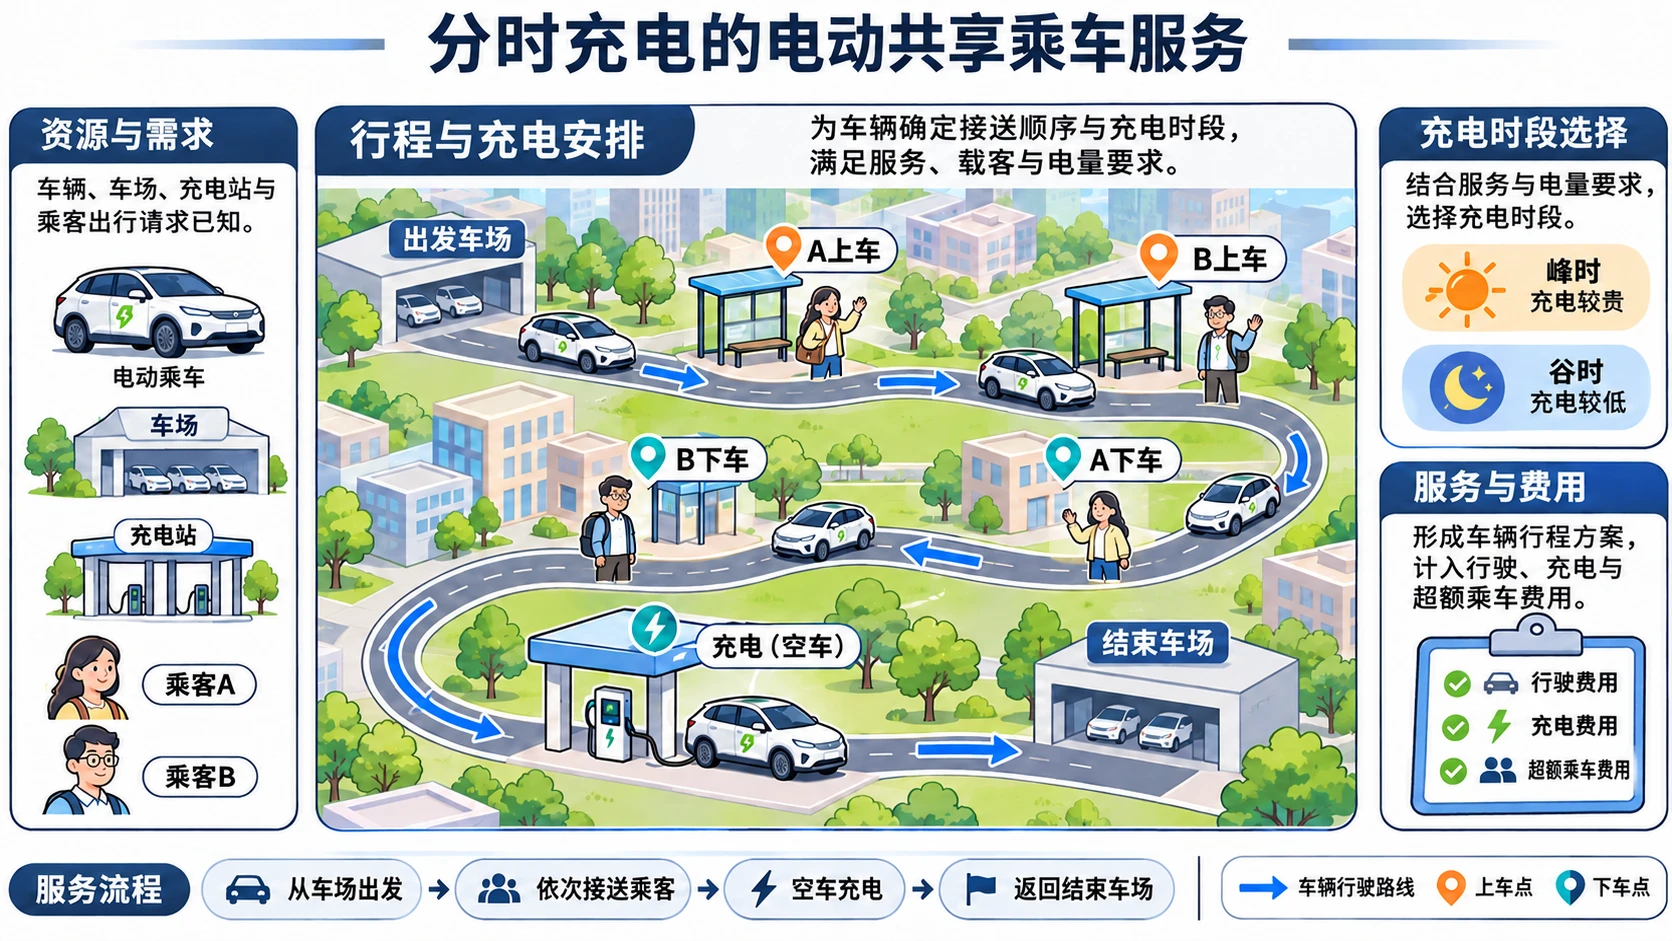 分时充电的电动共享乘车服务
资源与需求
车辆、车场、充电站与
乘客出行请求已知。
电动乘车
车场
充电站
乘客A
乘客B
行程与充电安排
为车辆确定接送顺序与充电时段，
满足服务、载客与电量要求。
出发车场
A上车
B上车
B下车
A下车
充电（空车）
结束车场
充电时段选择
结合服务与电量要求，
选择充电时段。
峰时
充电较贵
谷时
充电较低
服务与费用
形成车辆行程方案，
计入行驶、充电与
超额乘车费用。
行驶费用
充电费用
超额乘车费用
服务流程
从车场出发
依次接送乘客
空车充电
返回结束车场
车辆行驶路线
上车点
下车点